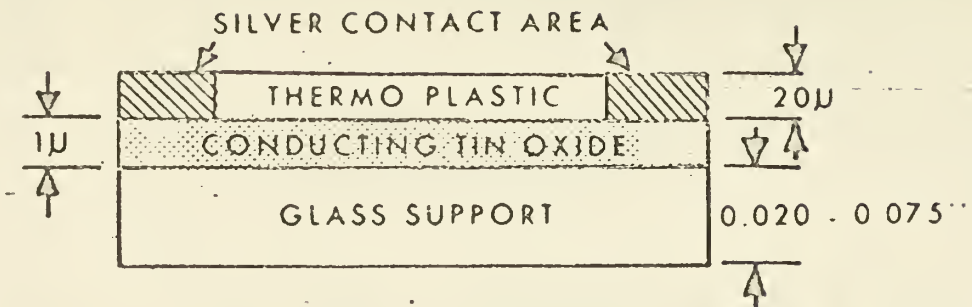 SILVER CONTACT AREA
THERMO PLASTIC
20µ
1µ
CONDUCTING TIN OXIDE
GLASS SUPPORT
0.020 - 0 075"